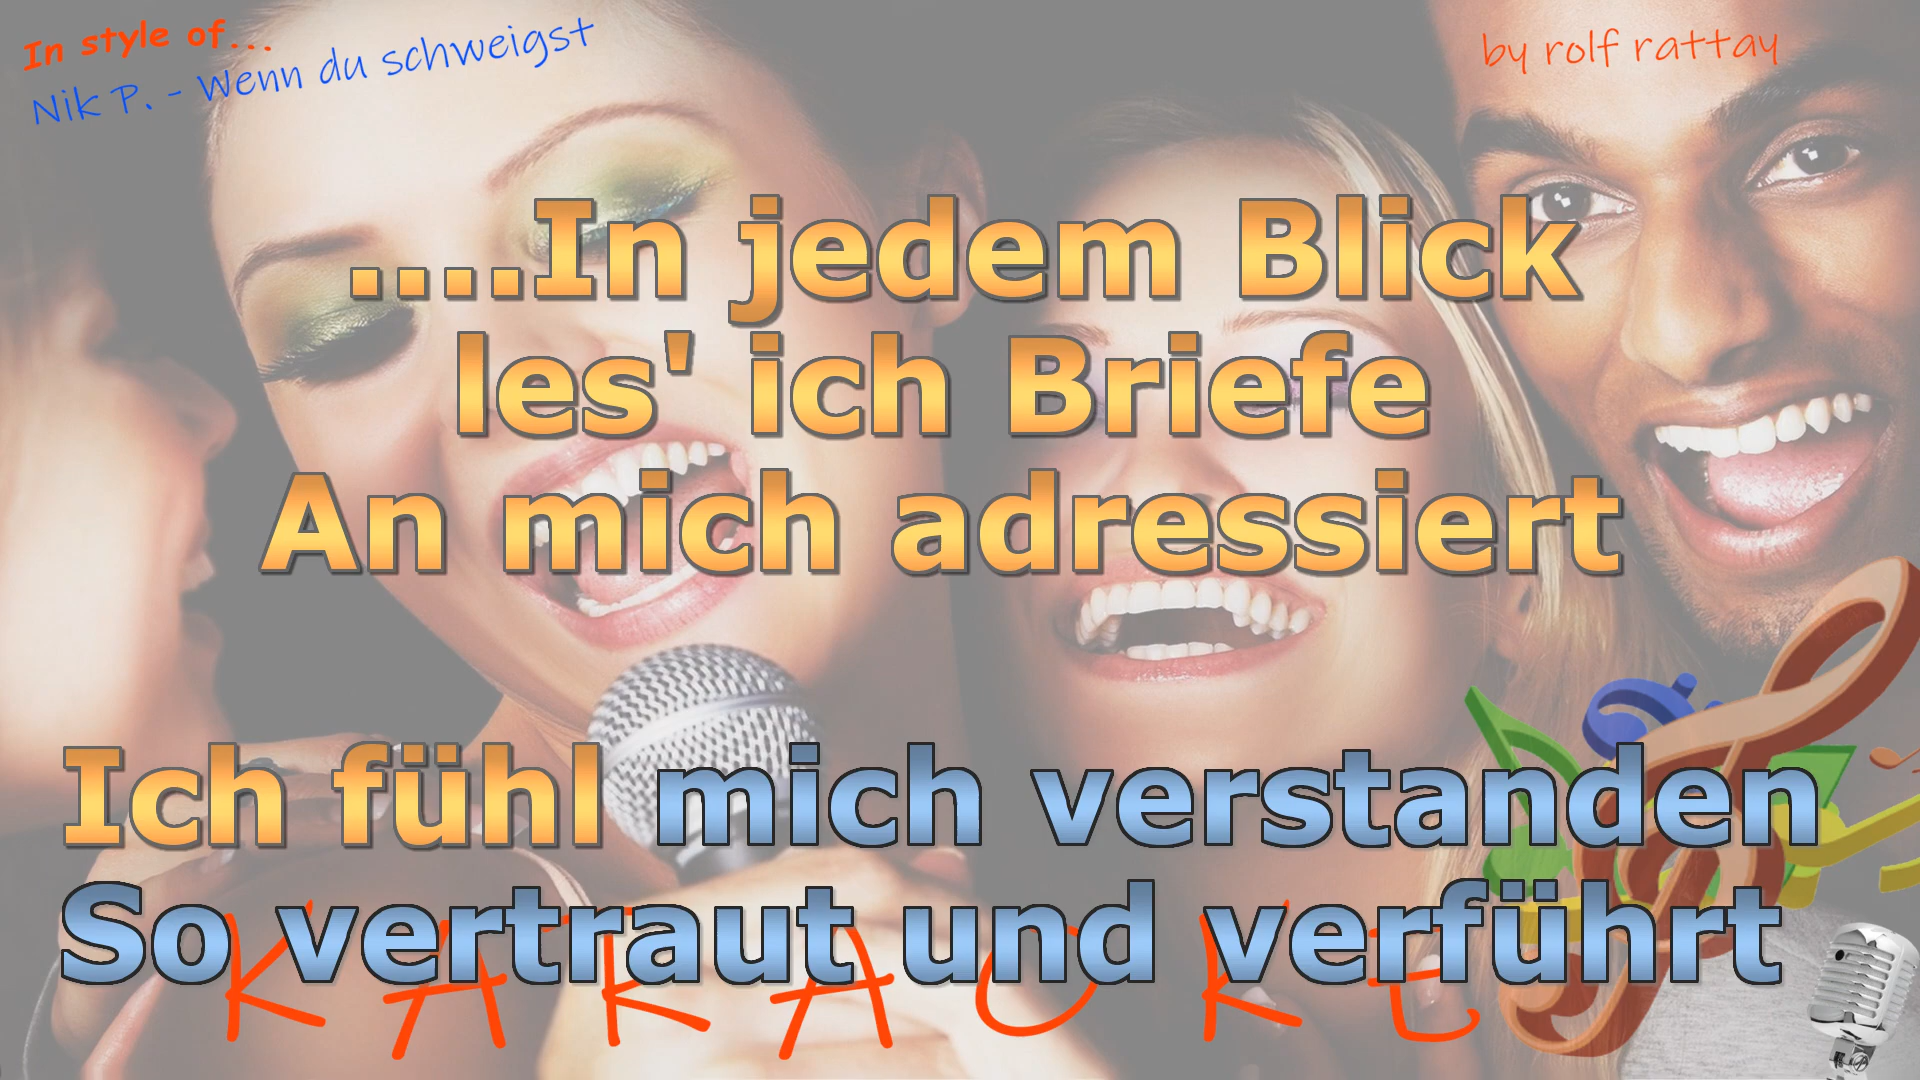 In style of...
Nik P. - Wenn du schweigst
by rolf rattay
....In jedem Blick
les' ich Briefe
An mich adressiert
Ich fühl mich verstanden
So vertraut und verführt
KARAOKE